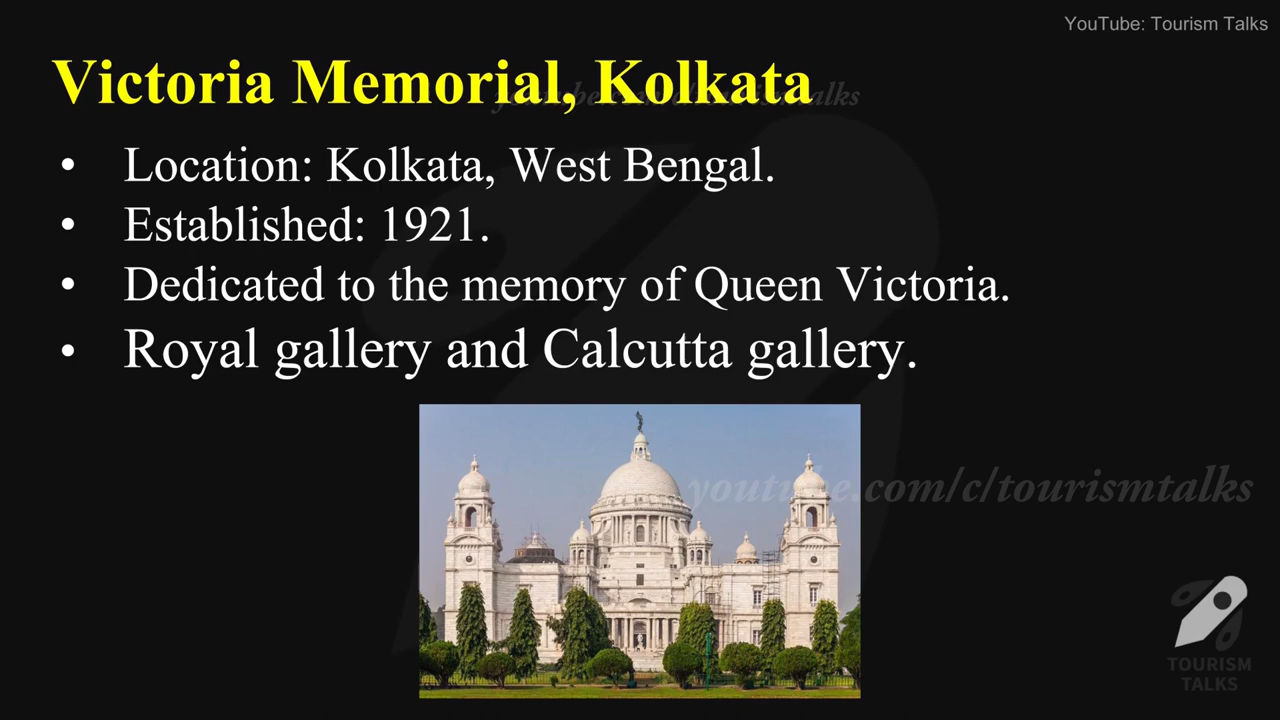 YouTube: Tourism Talks
Victoria Memorial, Kolkata
• Location: Kolkata, West Bengal.
• Established: 1921.
• Dedicated to the memory of Queen Victoria.
• Royal gallery and Calcutta gallery.
youtube.com/c/tourismtalks
TOURISM
TALKS